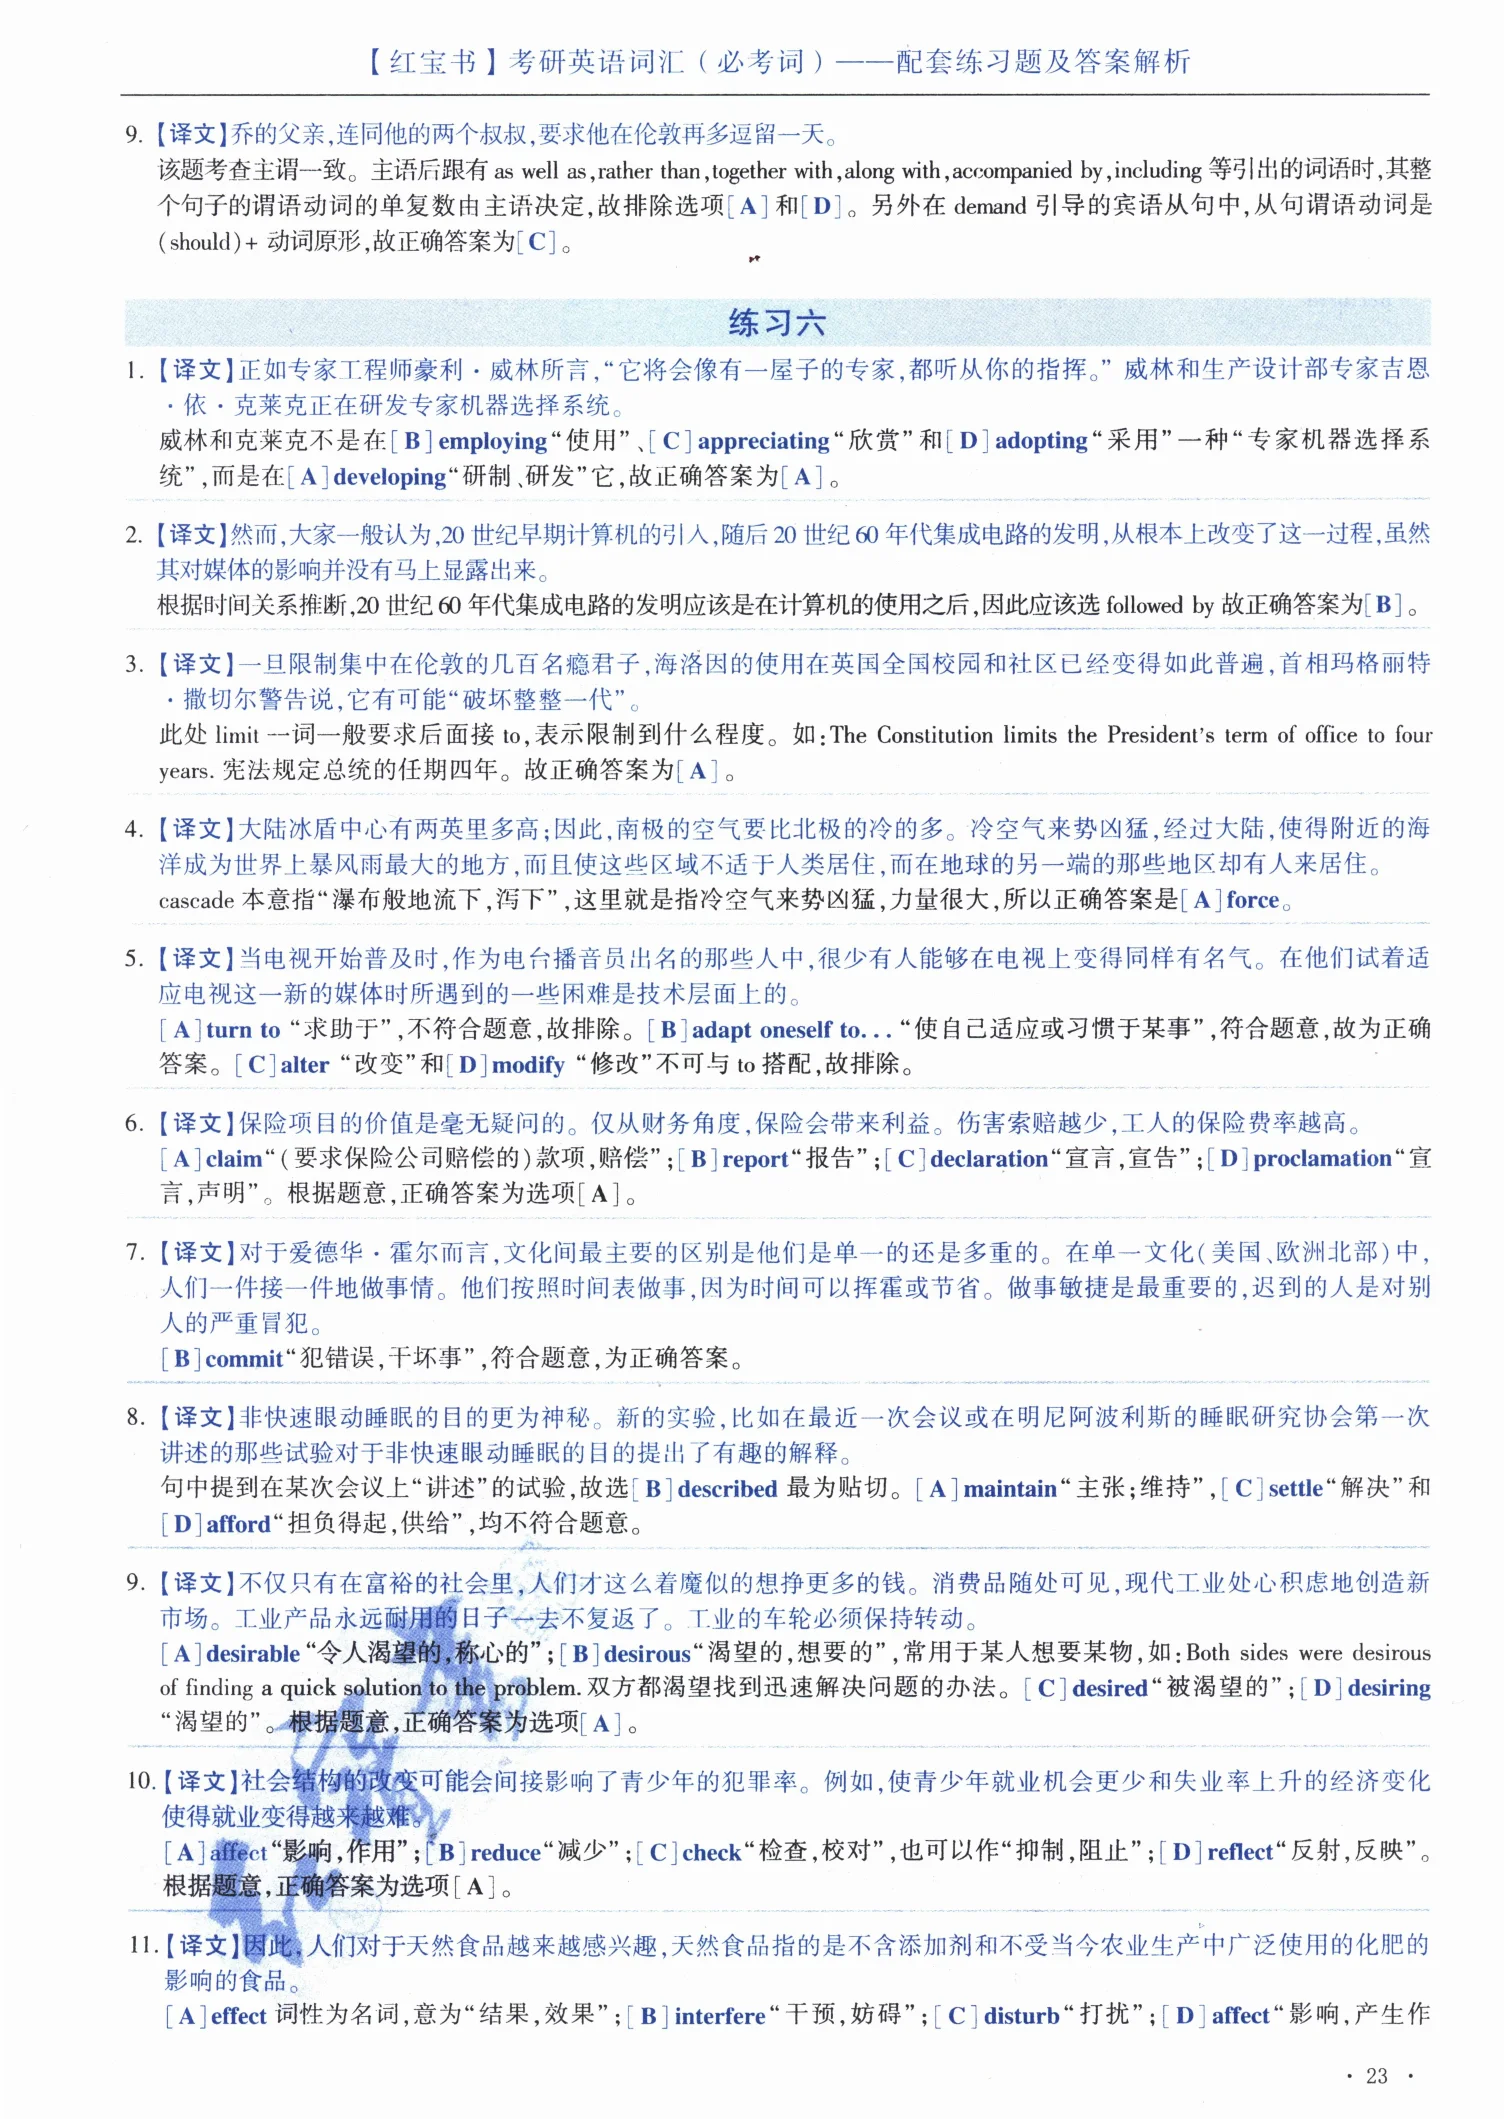 【红宝书】考研英语词汇(必考词)——配套练习题及答案解析
9.【译文】乔的父亲,连同他的两个叔叔,要求他在伦敦再多逗留一天。
该题考查主谓一致。主语后跟有 as well as,rather than,together with,along with,accompanied by,including 等引出的词语时,其整
个句子的谓语动词的单复数由主语决定,故排除选项[A]和[D]。另外在 demand 引导的宾语从句中,从句谓语动词是
(should)+ 动词原形,故正确答案为[C]。
练习六
1.【译文】正如专家工程师豪利·威林所言,“它将会像有一屋子的专家,都听从你的指挥。”威林和生产设计部专家吉恩
·依·克莱克正在研发专家机器选择系统。
威林和克莱克不是在[B]employing“使用”、[C]appreciating“欣赏”和[D]adopting“采用”一种“专家机器选择系
统”,而是在[A]developing“研制、研发”它,故正确答案为[A]。
2.【译文】然而,大家一般认为,20 世纪早期计算机的引入,随后 20 世纪 60 年代集成电路的发明,从根本上改变了这一过程,虽然
其对媒体的影响并没有马上显露出来。
根据时间关系推断,20 世纪 60 年代集成电路的发明应该是在计算机的使用之后,因此应该选 followed by 故正确答案为[B]。
3.【译文】一旦限制集中在伦敦的几百名瘾君子,海洛因的使用在英国全国校园和社区已经变得如此普遍,首相玛格丽特
·撒切尔警告说,它有可能“破坏整整一代”。
此处 limit 一词一般要求后面接 to,表示限制到什么程度。如:The Constitution limits the President's term of office to four
years. 宪法规定总统的任期四年。故正确答案为[A]。
4.【译文】大陆冰盾中心有两英里多高;因此,南极的空气要比北极的冷的多。冷空气来势凶猛,经过大陆,使得附近的海
洋成为世界上暴风雨最大的地方,而且使这些区域不适于人类居住,而在地球的另一端的那些地区却有人来居住。
cascade 本意指“瀑布般地流下,泻下”,这里就是指冷空气来势凶猛,力量很大,所以正确答案是[A]force。
5.【译文】当电视开始普及时,作为电台播音员出名的那些人中,很少有人能够在电视上变得同样有名气。在他们试着适
应电视这一新的媒体时所遇到的一些困难是技术层面上的。
[A]turn to “求助于”,不符合题意,故排除。[B]adapt oneself to... “使自己适应或习惯于某事”,符合题意,故为正确
答案。[C]alter “改变”和[D]modify “修改”不可与 to 搭配,故排除。
6.【译文】保险项目的价值是毫无疑问的。仅从财务角度,保险会带来利益。伤害索赔越少,工人的保险费率越高。
[A]claim“(要求保险公司赔偿的)款项,赔偿”;[B]report“报告”;[C]declaration“宣言,宣告”;[D]proclamation“宣
言,声明”。根据题意,正确答案为选项[A]。
7.【译文】对于爱德华·霍尔而言,文化间最主要的区别是他们是单一的还是多重的。在单一文化(美国、欧洲北部)中,
人们一件接一件地做事情。他们按照时间表做事,因为时间可以挥霍或节省。做事敏捷是最重要的,迟到的人是对别
人的严重冒犯。
[B]commit“犯错误,干坏事”,符合题意,为正确答案。
8.【译文】非快速眼动睡眠的目的更为神秘。新的实验,比如在最近一次会议或在明尼阿波利斯的睡眠研究协会第一次
讲述的那些试验对于非快速眼动睡眠的目的提出了有趣的解释。
句中提到在某次会议上“讲述”的试验,故选[B]described 最为贴切。[A]maintain“主张;维持”,[C]settle“解决”和
[D]afford“担负得起,供给”,均不符合题意。
9.【译文】不仅只有在富裕的社会里,人们才这么着魔似的想挣更多的钱。消费品随处可见,现代工业处心积虑地创造新
市场。工业产品永远耐用的日子一去不复返了。工业的车轮必须保持转动。
[A]desirable“令人渴望的,称心的”;[B]desirous“渴望的,想要的”,常用于某人想要某物,如:Both sides were desirous
of finding a quick solution to the problem.双方都渴望找到迅速解决问题的办法。[C]desired“被渴望的”;[D]desiring
“渴望的”。根据题意,正确答案为选项[A]。
10.【译文】社会结构的改变可能会间接影响了青少年的犯罪率。例如,使青少年就业机会更少和失业率上升的经济变化
使得就业变得越来越难。
[A]affect“影响,作用”;[B]reduce“减少”;[C]check“检查,校对”,也可以作“抑制,阻止”;[D]reflect“反射,反映”。
根据题意,正确答案为选项[A]。
11.【译文】因此,人们对于天然食品越来越感兴趣,天然食品指的是不含添加剂和不受当今农业生产中广泛使用的化肥的
影响的食品。
[A]effect 词性为名词,意为“结果,效果”;[B]interfere“干预,妨碍”;[C]disturb“打扰”;[D]affect“影响,产生作
·23·